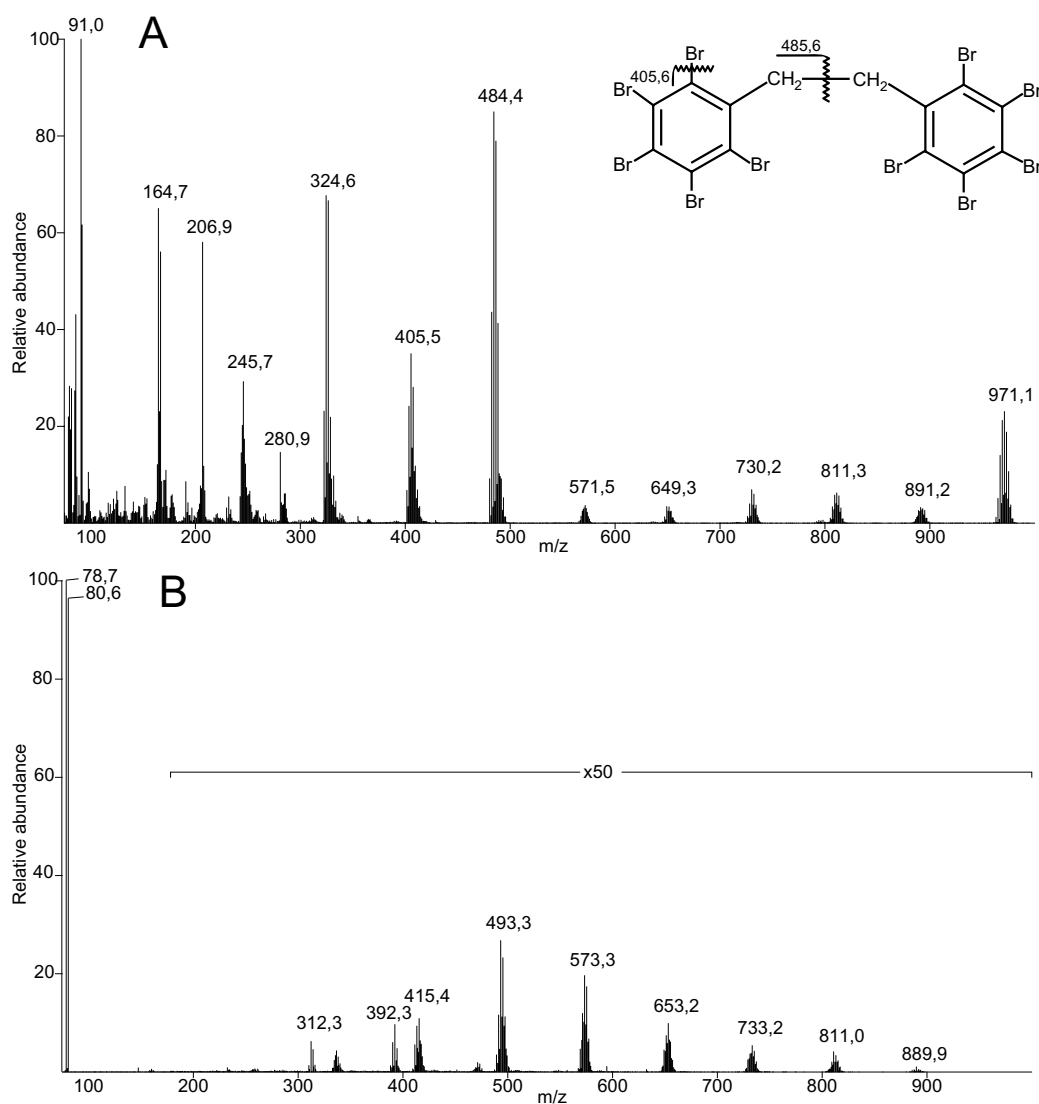 A
91,0
100
80
60
40
20
Relative abundance
164,7
206,9
245,7
280,9
324,6
405,5
484,4
571,5
649,3
730,2
811,3
891,2
971,1
100 200 300 400 500 600 700 800 900
m/z
485,6
405,6
Br
CH2
CH2
Br
Br
Br
Br
Br
Br
Br
Br
Br
B
78,7
80,6
100
80
60
40
20
Relative abundance
x50
312,3
392,3
415,4
493,3
573,3
653,2
733,2
811,0
889,9
100 200 300 400 500 600 700 800 900
m/z